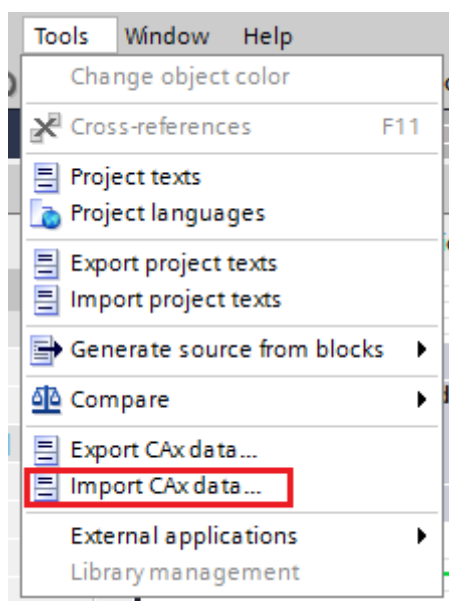 Tools Window Help
Change object color
Cross-references F11
Project texts
Project languages
Export project texts
Import project texts
Generate source from blocks
Compare
Export CAx data...
Import CAx data...
External applications
Library management